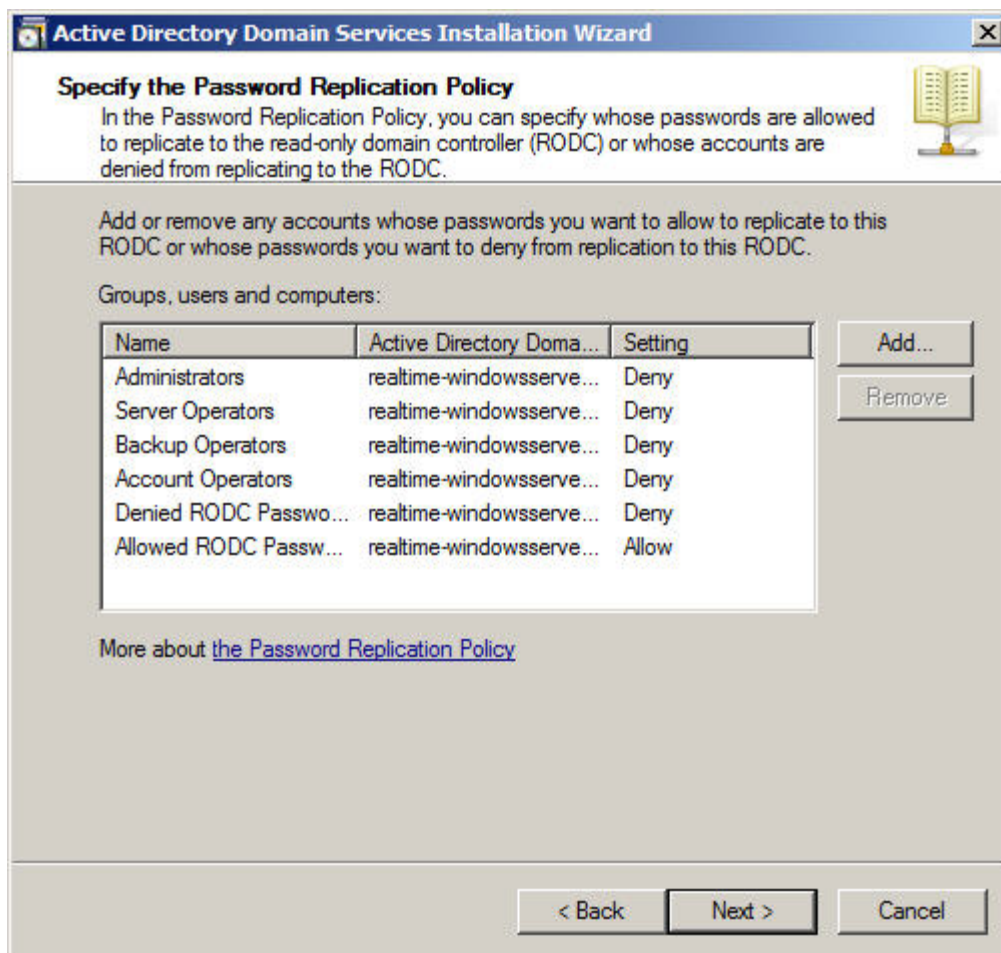 Active Directory Domain Services Installation Wizard
Specify the Password Replication Policy
In the Password Replication Policy, you can specify whose passwords are allowed
to replicate to the read-only domain controller (RODC) or whose accounts are
denied from replicating to the RODC.
Add or remove any accounts whose passwords you want to allow to replicate to this
RODC or whose passwords you want to deny from replication to this RODC.
Groups, users and computers:
Name Active Directory Doma... Setting Add...
Administrators realtime-windowsserve... Deny
Remove
Server Operators realtime-windowsserve... Deny
Backup Operators realtime-windowsserve... Deny
Account Operators realtime-windowsserve... Deny
Denied RODC Passwo... realtime-windowsserve... Deny
Allowed RODC Passw... realtime-windowsserve... Allow
More about the Password Replication Policy
< Back Next > Cancel